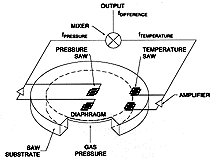 OUTPUT
fDIFFERENCE
MIXER
fPRESSURE
fTEMPERATURE
PRESSURE
SAW
TEMPERATURE
SAW
AMPLIFIER
DIAPHRAGM
SAW
SUBSTRATE
GAS
PRESSURE